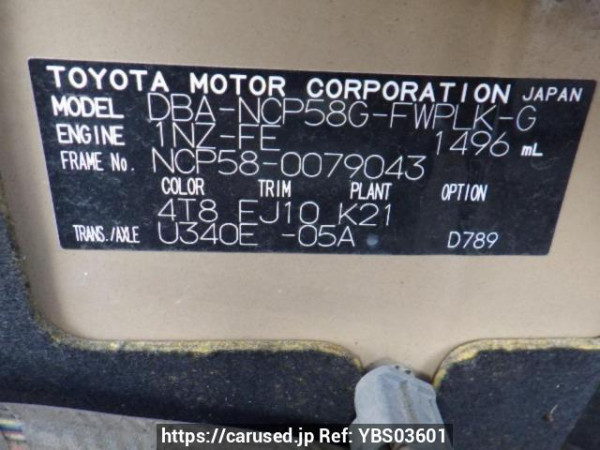 TOYOTA MOTOR CORPORATION JAPAN
MODEL DBA-NCP58G-FWPLK-G
ENGINE 1NZ-FE 1496 mL
FRAME No. NCP58-0079043
COLOR TRIM PLANT OPTION
4T8 FJ10 K21
TRANS./AXLE U340E -05A D789
https://carused.jp Ref: YBS03601